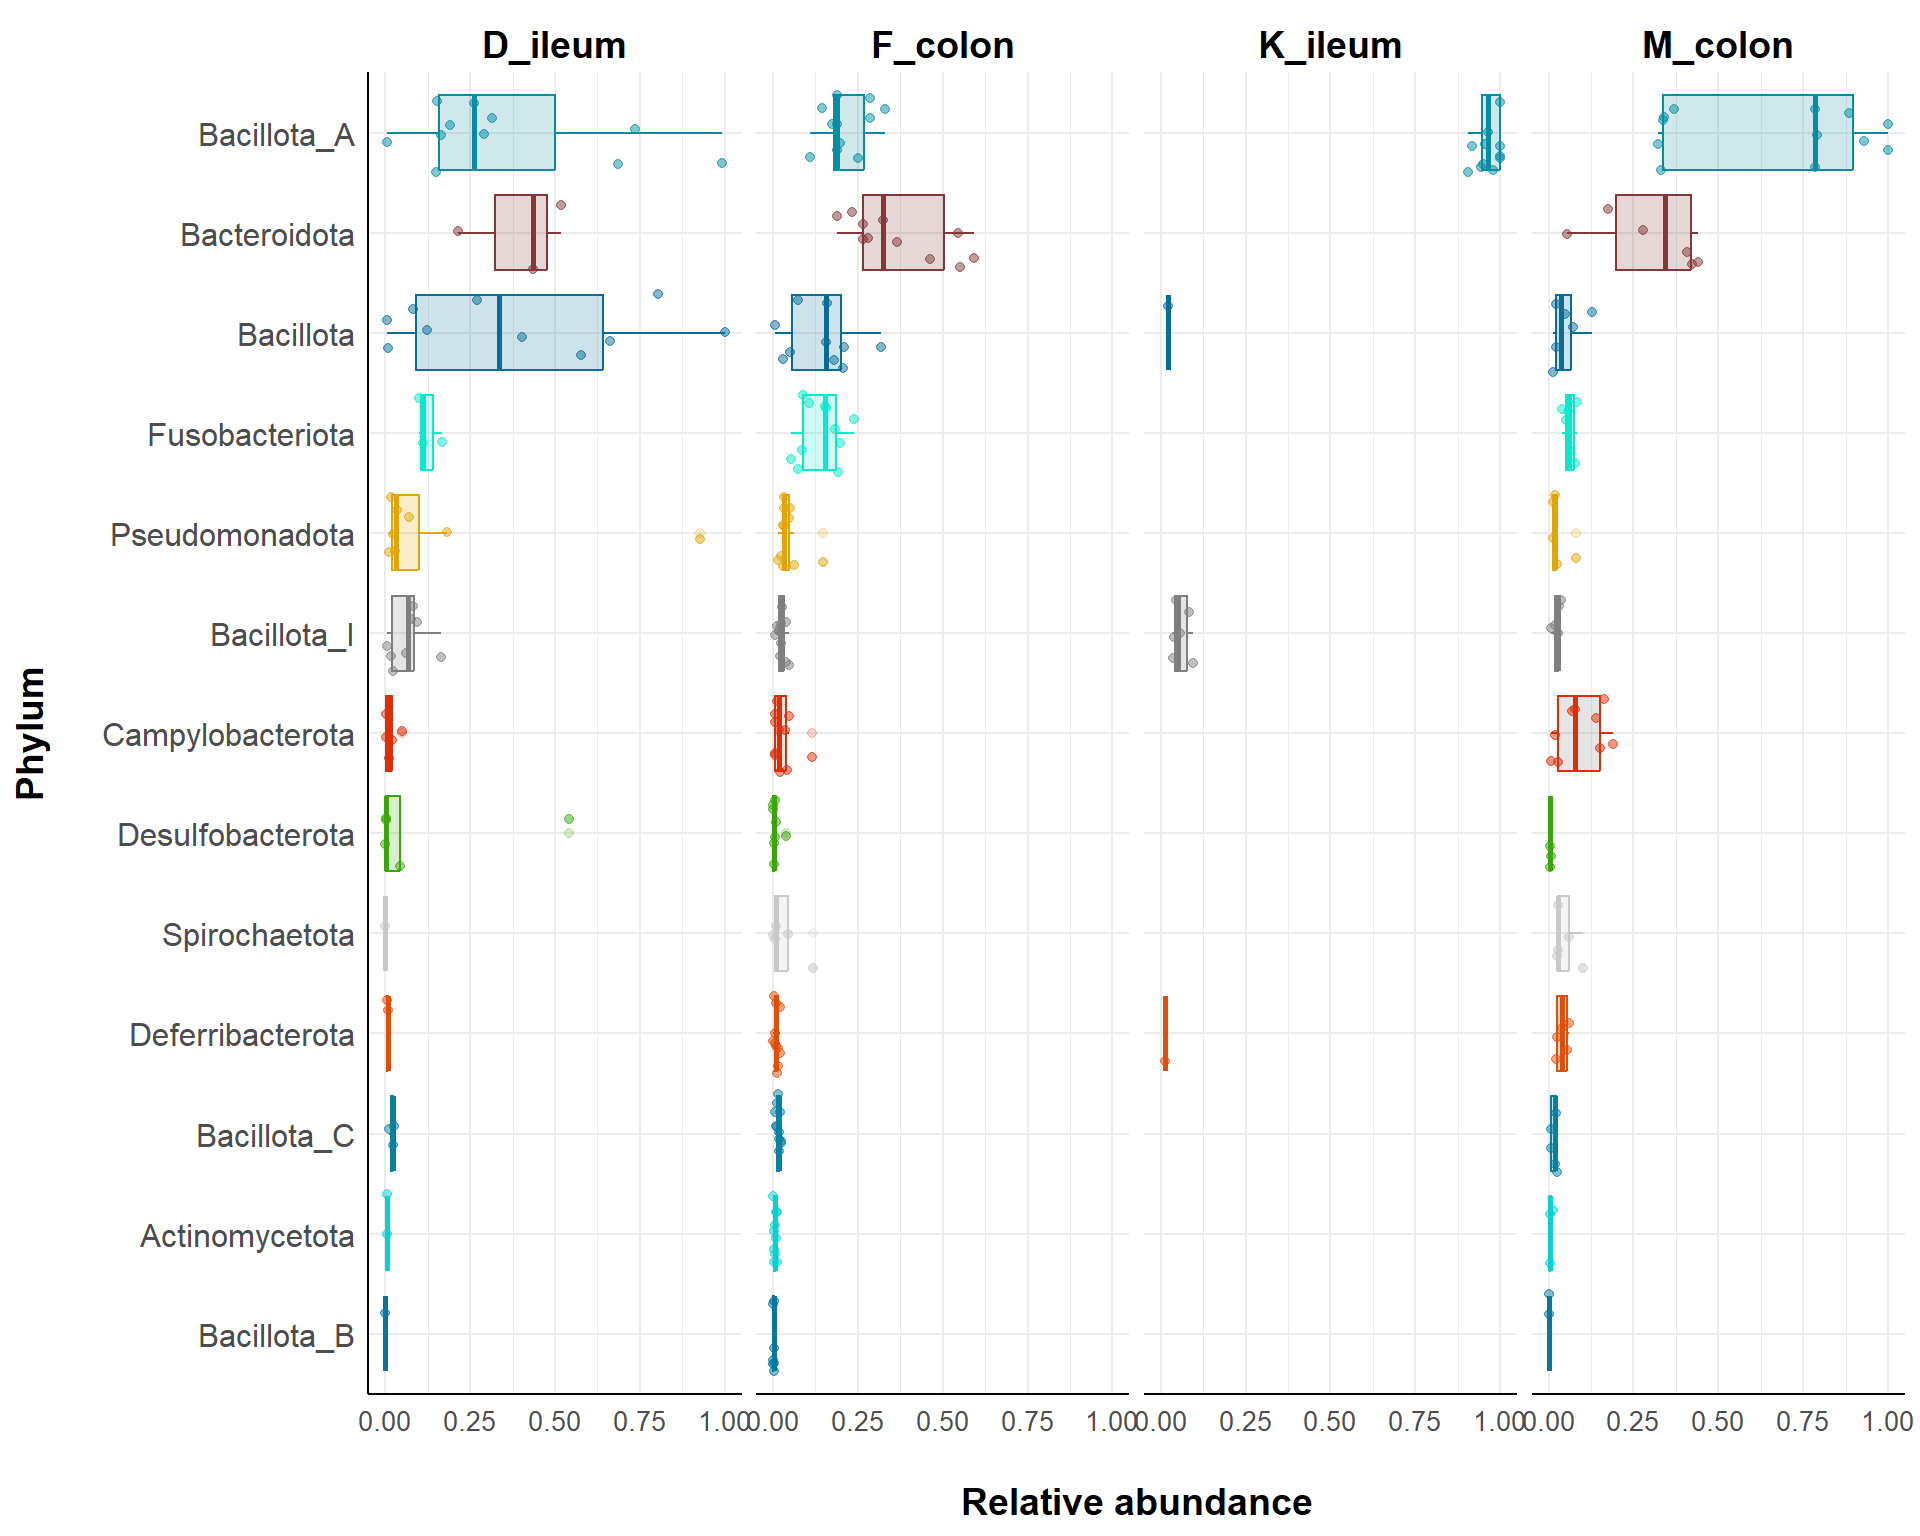 D_ileum F_colon K_ileum M_colon
Bacillota_A
Bacteroidota
Bacillota
Fusobacteriota
Pseudomonadota
Bacillota_I
Campylobacterota
Desulfobacterota
Spirochaetota
Deferribacterota
Bacillota_C
Actinomycetota
Bacillota_B
Phylum
0.00 0.25 0.50 0.75 1.00 0.00 0.25 0.50 0.75 1.00 0.00 0.25 0.50 0.75 1.00 0.00 0.25 0.50 0.75 1.00
Relative abundance